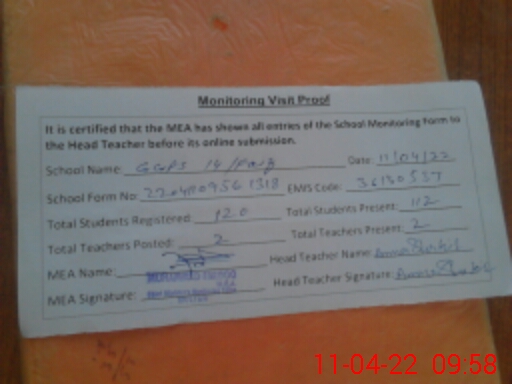 Monitoring Visit Proof
It is certified that the MEA has shown all entries of the School Monitoring Form to
the Head Teacher before its online submission.
School Name: GGPS 14 / Date: 11/04/22
School Form No: EMIS Code: 36130537
Total Students Registered: 120 Total Students Present: 112
Total Teachers Posted: 2 Total Teachers Present: 2
MEA Name: Head Teacher Name:
MEA Signature: Head Teacher Signature:
11-04-22 09:58